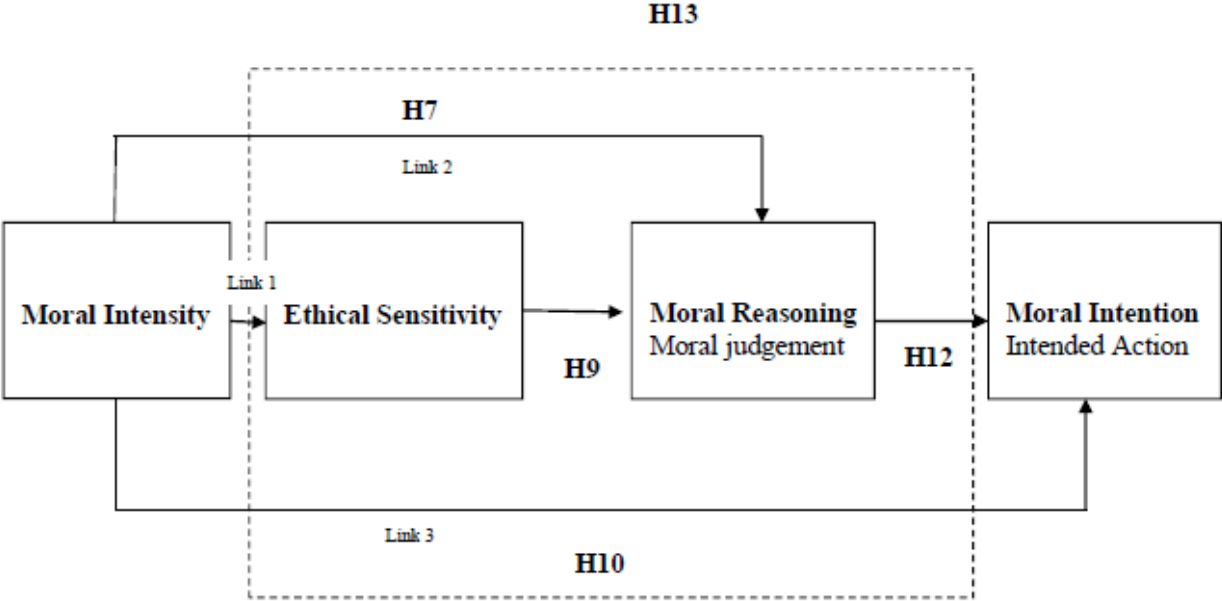 H13
H7
Link 2
Link 1
Moral Intensity
Ethical Sensitivity
Moral Reasoning
Moral judgement
Moral Intention
Intended Action
H9
H12
Link 3
H10